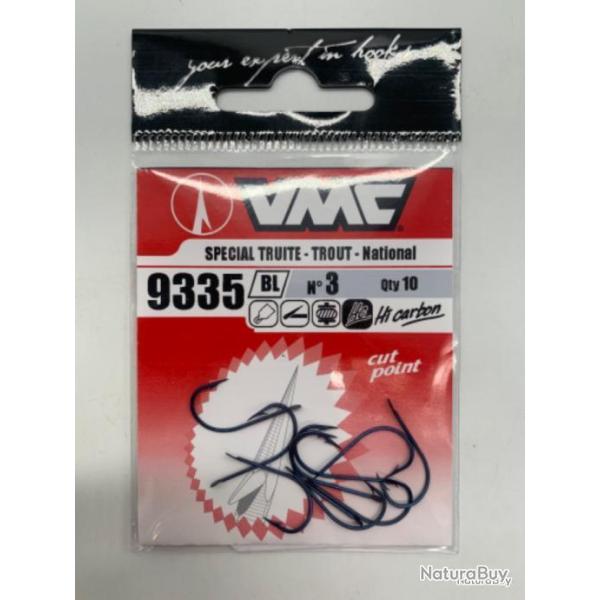 your expert in hooks
VMC
SPECIAL TRUITE - TROUT - National
9335 BL N° 3 Qty 10
Hc Hi carbon
cut
point
NaturaBuy